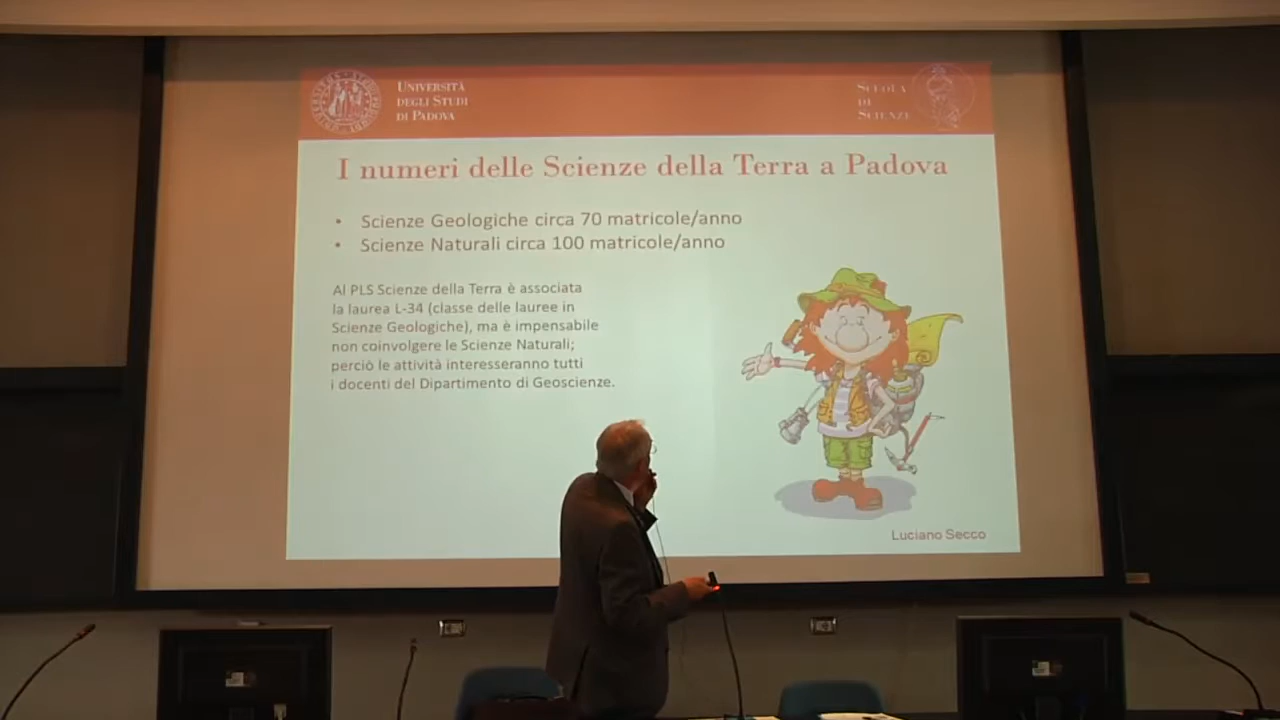 UNIVERSITÀ
DEGLI STUDI
DI PADOVA
SCUOLA
DI
SCIENZE
I numeri delle Scienze della Terra a Padova
• Scienze Geologiche circa 70 matricole/anno
• Scienze Naturali circa 100 matricole/anno
Al PLS Scienze della Terra è associata
la laurea L-34 (classe delle lauree in
Scienze Geologiche), ma è impensabile
non coinvolgere le Scienze Naturali;
perciò le attività interesseranno tutti
i docenti del Dipartimento di Geoscienze.
Luciano Secco